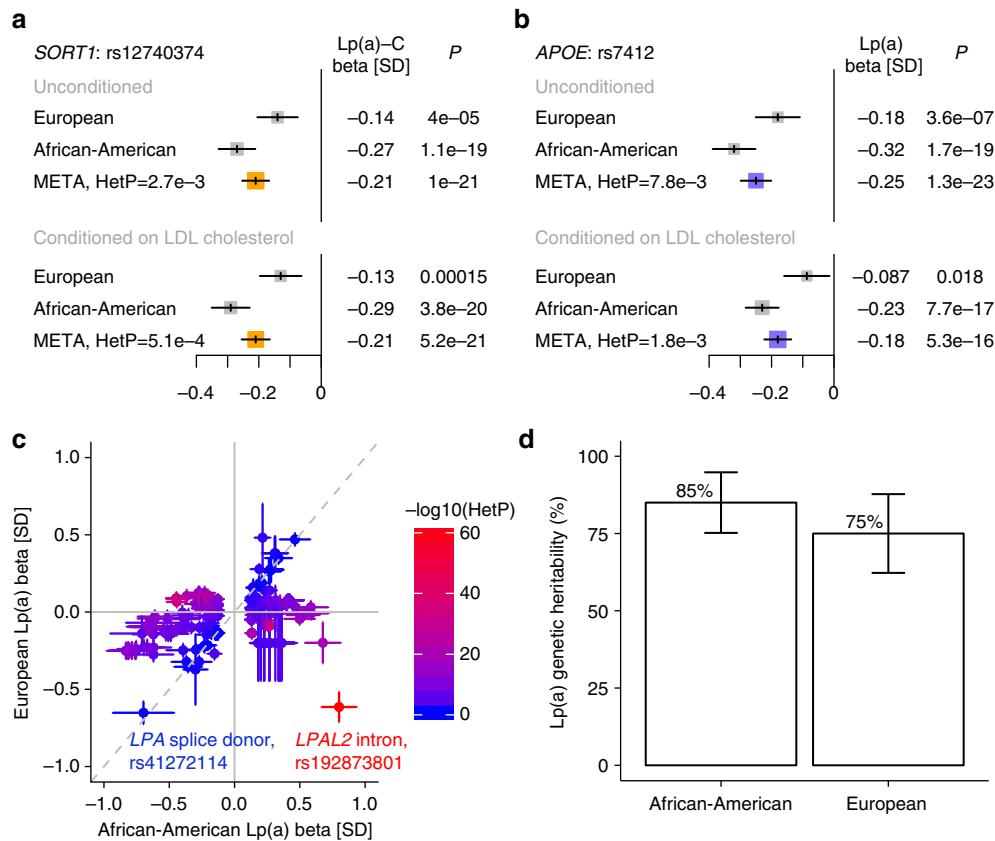 a
SORT1: rs12740374 Lp(a)–C beta [SD] P
Unconditioned
European –0.14 4e–05
African-American –0.27 1.1e–19
META, HetP=2.7e–3 –0.21 1e–21
Conditioned on LDL cholesterol
European –0.13 0.00015
African-American –0.29 3.8e–20
META, HetP=5.1e–4 –0.21 5.2e–21
–0.4 –0.2 0
b
APOE: rs7412 Lp(a) beta [SD] P
Unconditioned
European –0.18 3.6e–07
African-American –0.32 1.7e–19
META, HetP=7.8e–3 –0.25 1.3e–23
Conditioned on LDL cholesterol
European –0.087 0.018
African-American –0.23 7.7e–17
META, HetP=1.8e–3 –0.18 5.3e–16
–0.4 –0.2 0
c
European Lp(a) beta [SD]
1.0
0.5
0.0
–0.5
–1.0
LPA splice donor,
rs41272114
LPAL2 intron,
rs192873801
–1.0 –0.5 0.0 0.5 1.0
African-American Lp(a) beta [SD]
–log10(HetP)
60
40
20
0
d
Lp(a) genetic heritability (%)
100
75
50
25
0
85%
75%
African-American European